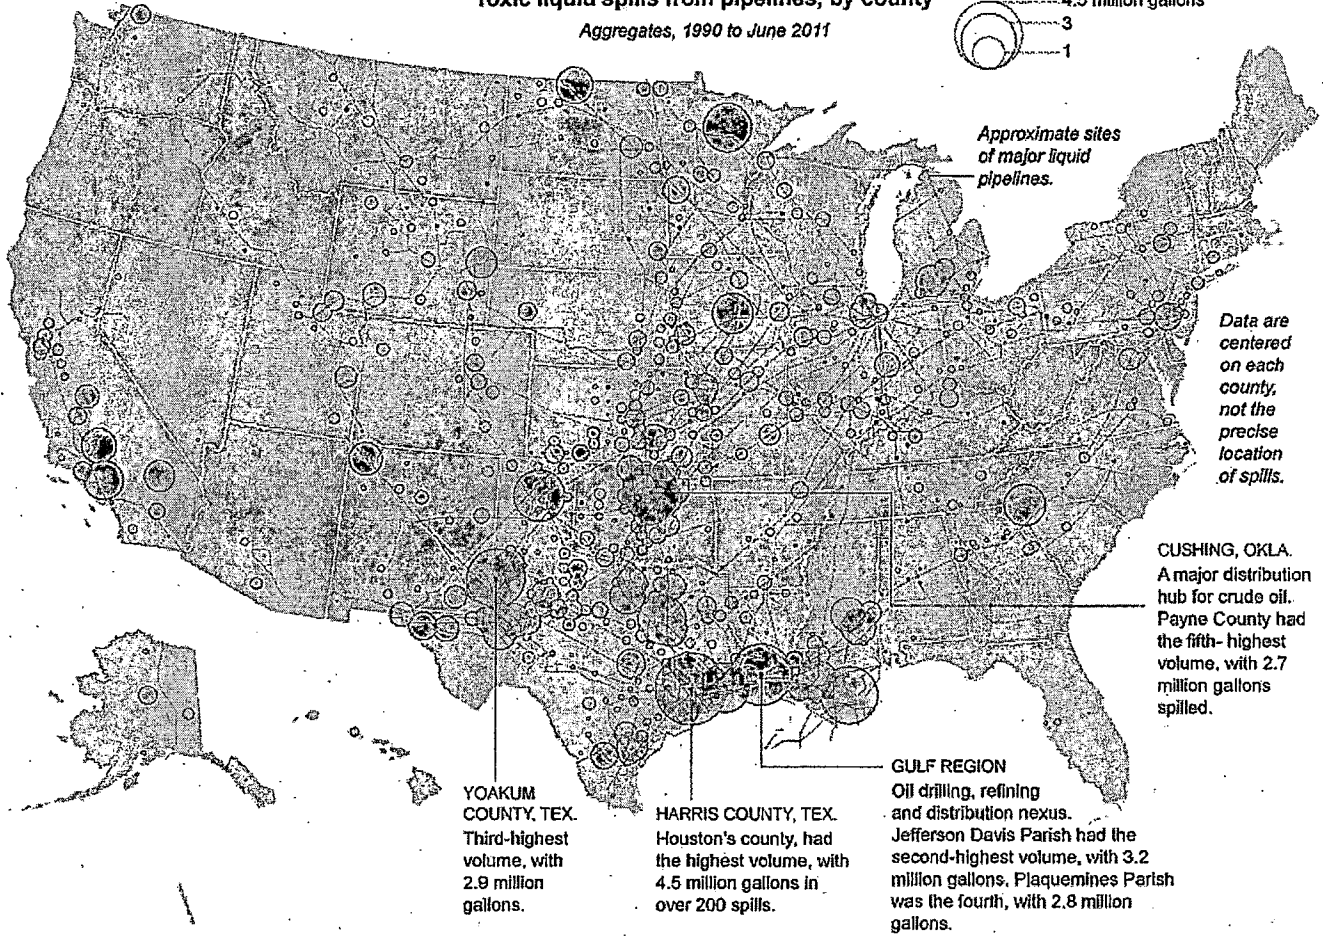 Toxic liquid spills from pipelines, by county
Aggregates, 1990 to June 2011
4.5 million gallons
3
1
Approximate sites
of major liquid
pipelines.
Data are
centered
on each
county,
not the
precise
location
of spills.
CUSHING, OKLA.
A major distribution
hub for crude oil.
Payne County had
the fifth- highest
volume, with 2.7
million gallons
spilled.
YOAKUM
COUNTY, TEX.
Third-highest
volume, with
2.9 million
gallons.
HARRIS COUNTY, TEX.
Houston's county, had
the highest volume, with
4.5 million gallons in
over 200 spills.
GULF REGION
Oil drilling, refining
and distribution nexus.
Jefferson Davis Parish had the
second-highest volume, with 3.2
million gallons. Plaquemines Parish
was the fourth, with 2.8 million
gallons.